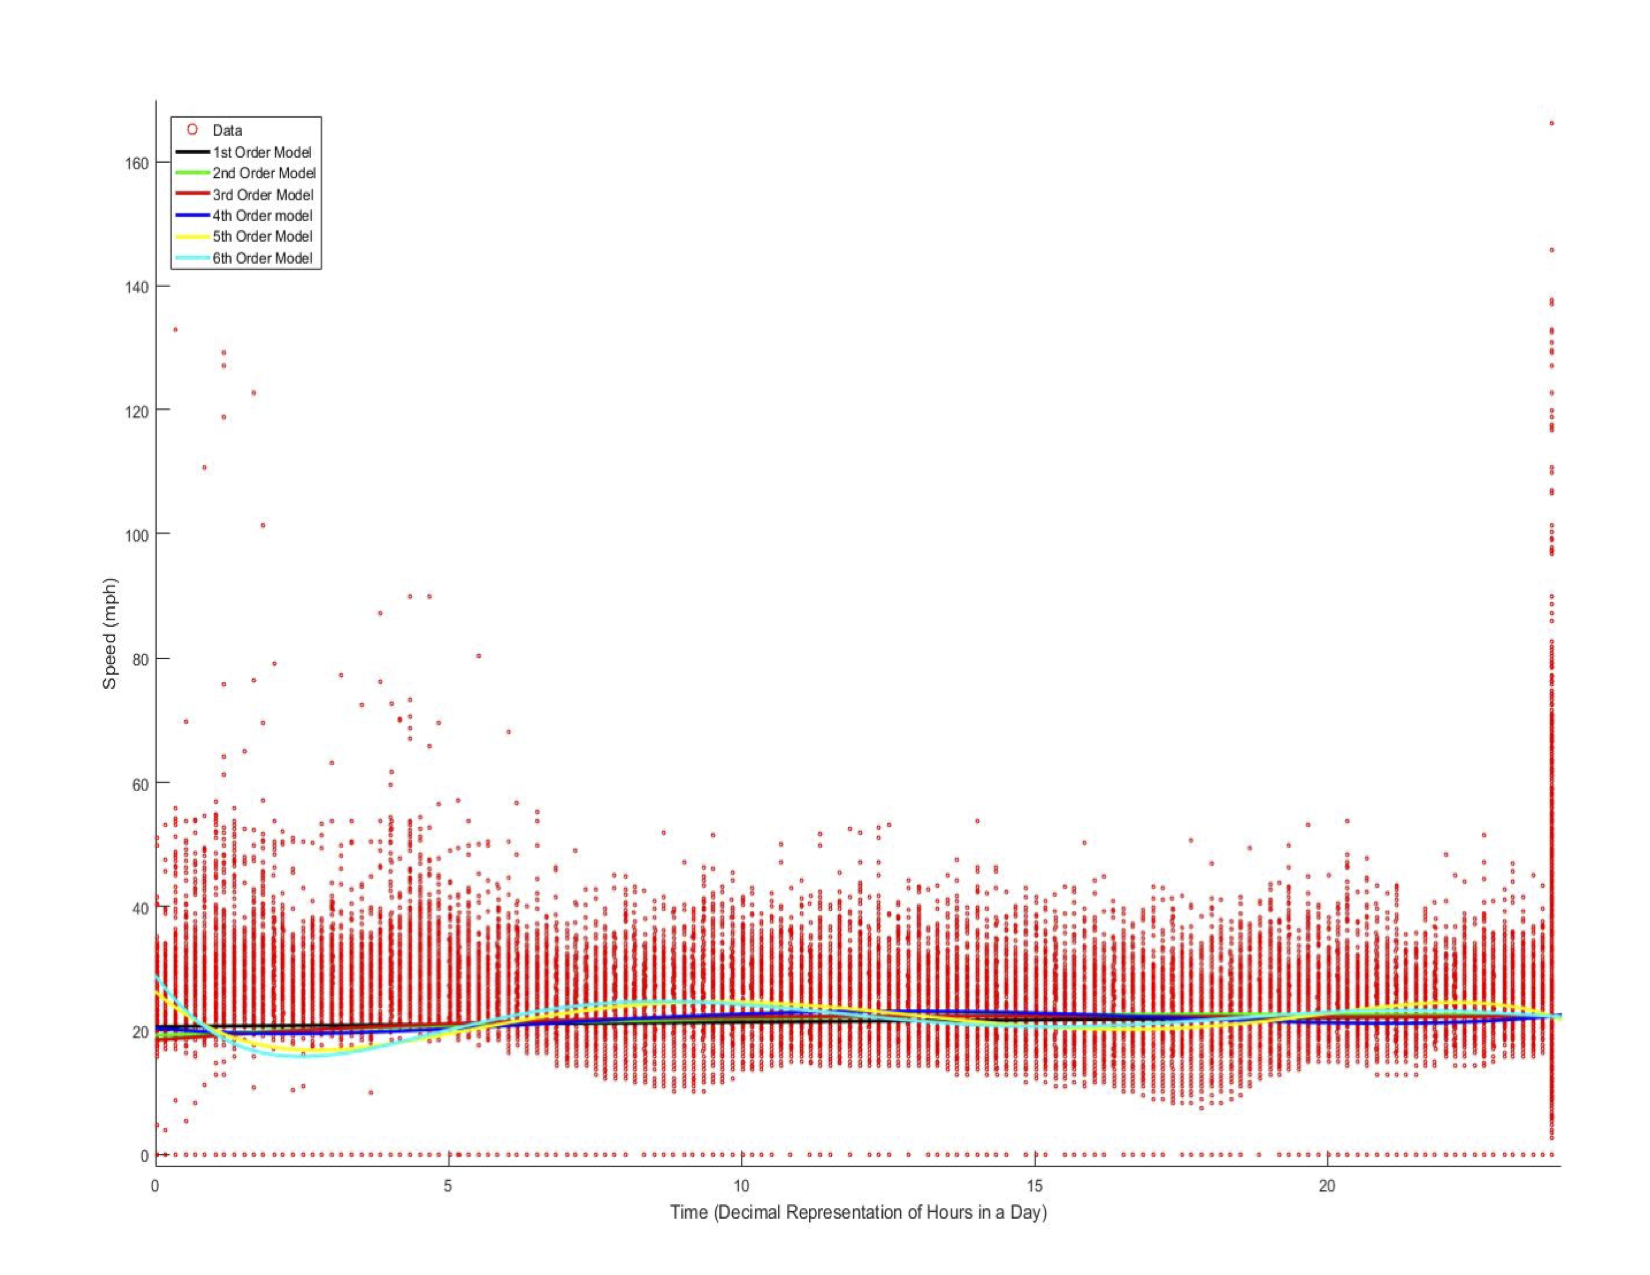 Data
1st Order Model
2nd Order Model
3rd Order Model
4th Order model
5th Order Model
6th Order Model
160
140
120
100
80
60
40
20
0
Speed (mph)
0 5 10 15 20
Time (Decimal Representation of Hours in a Day)